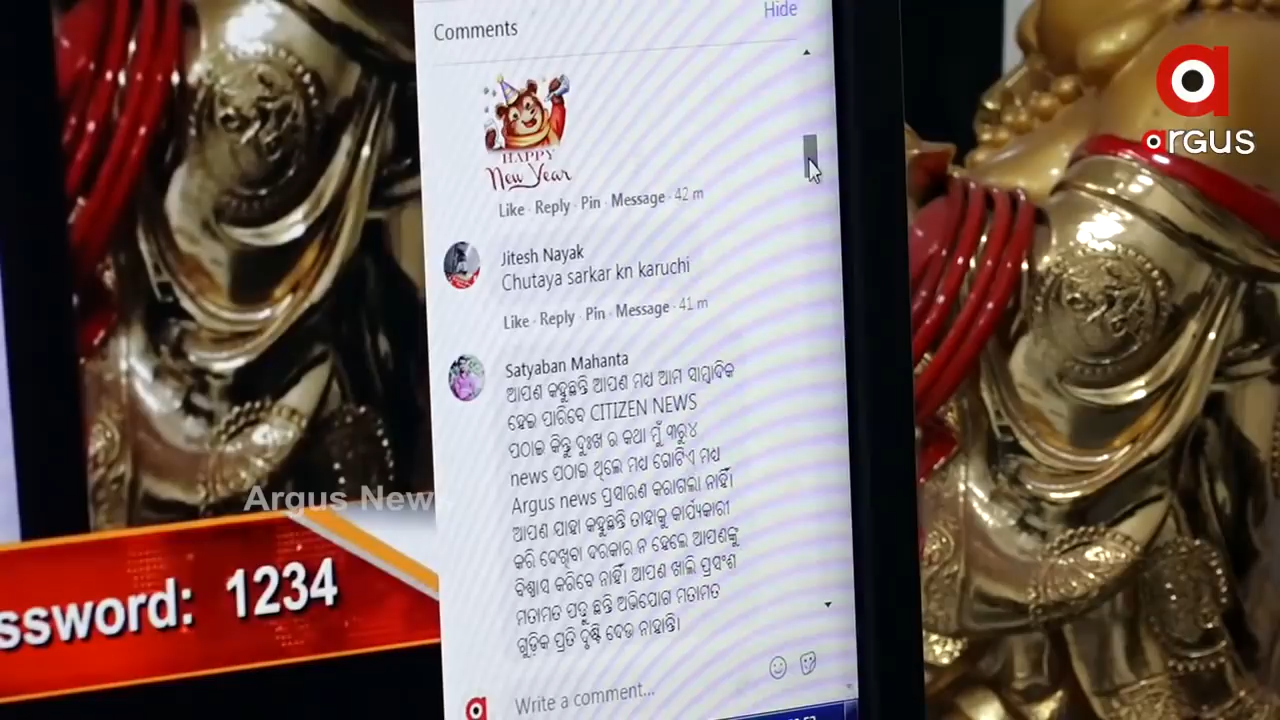 Comments
Hide
HAPPY
New Year
Like · Reply · Pin · Message · 42 m
Jitesh Nayak
Chutaya sarkar kn karuchi
Like · Reply · Pin · Message · 41 m
Satyaban Mahanta
ଆପଣ କହୁଛନ୍ତି ଆପଣ ମଧ୍ୟ ଆମ ସାମ୍ବାଦିକ
ହେଇ ପାରିବେ CITIZEN NEWS
ପଠାଇ କିନ୍ତୁ ଦୁଃଖ ର କଥା ମୁଁ ୩ରୁ୪
news ପଠାଇ ଥିଲେ ମଧ୍ୟ ଗୋଟିଏ ମଧ୍ୟ
Argus news ପ୍ରସାରଣ କରାଗଲା ନାହିଁ।
ଆପଣ ଯାହା କହୁଛନ୍ତି ତାହାକୁ କାର୍ଯ୍ୟକାରୀ
କରି ଦେଖିବା ଦରକାର ନ ହେଲେ ଆପଣଙ୍କୁ
ବିଶ୍ଵାସ କରିବେ ନାହିଁ। ଆପଣ ଖାଲି ପ୍ରସଂଶ
ମତାମତ ପଢୁ ଛନ୍ତି ଅଭିଯୋଗ ମତାମତ
ଗୁଡ଼ିକ ପ୍ରତି ଦୃଷ୍ଟି ଦେଉ ନାହାନ୍ତି।
Write a comment...
ssword: 1234
Argus New
argus